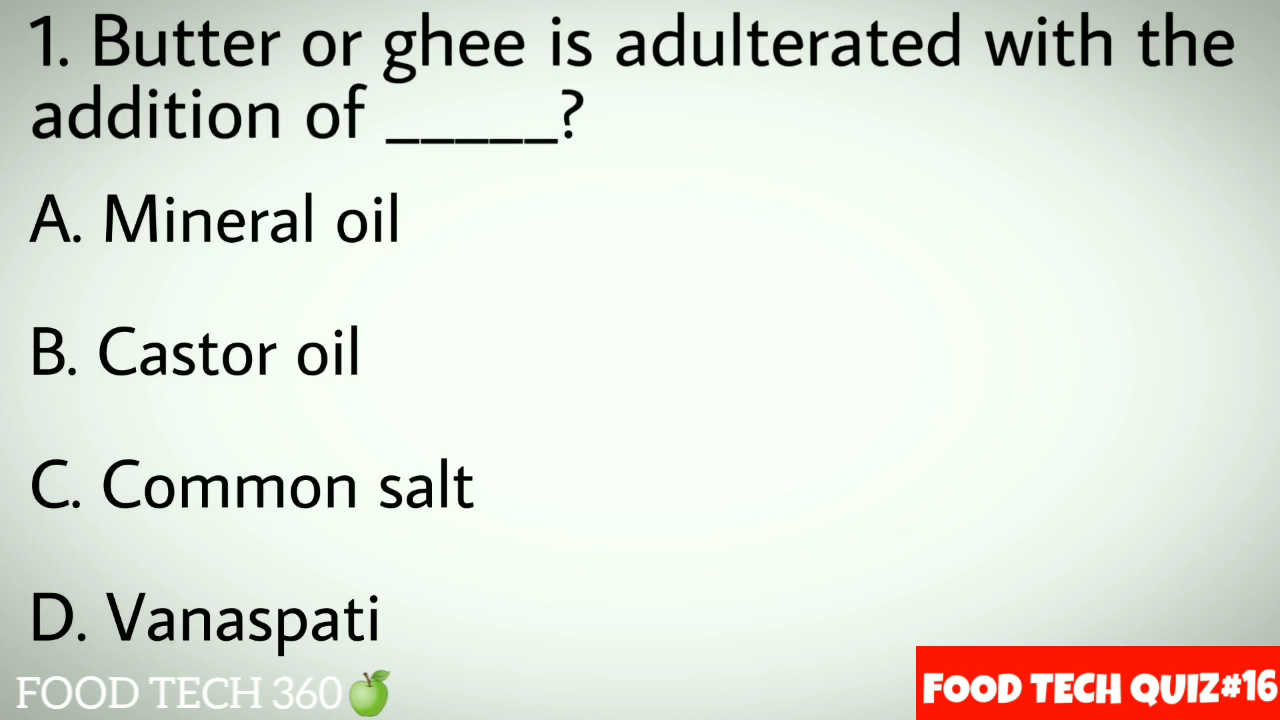 1. Butter or ghee is adulterated with the
addition of _____?
A. Mineral oil
B. Castor oil
C. Common salt
D. Vanaspati
FOOD TECH 360
FOOD TECH QUIZ#16